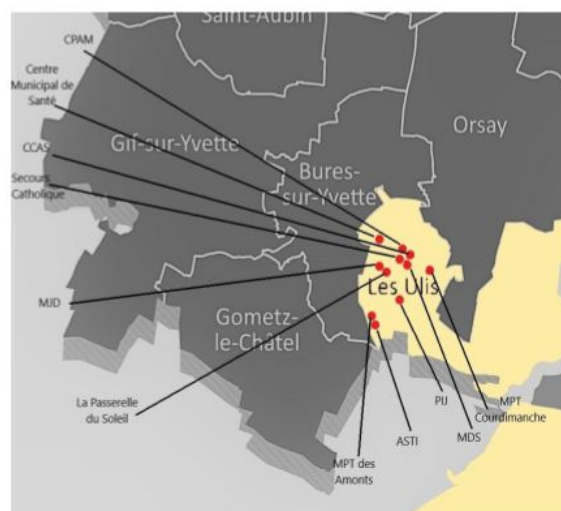 Saint-Aubin
CPAM
Centre
Municipal de
Santé
Orsay
Gif-sur-Yvette
CCAS
Bures-
sur-Yvette
Secours
Catholique
Les Ulis
MJD
Gometz-
le-Châtel
La Passerelle
du Soleil
PIJ
MPT
Courdimanche
ASTI
MDS
MPT des
Amonts